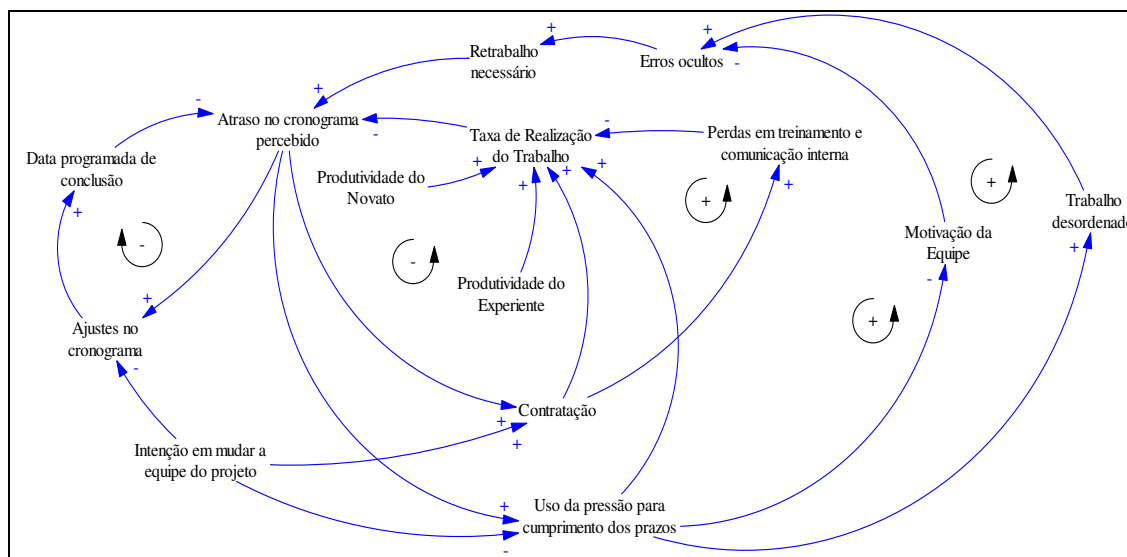 Retrabalho
necessário
Erros ocultos
Atraso no cronograma
percebido
Taxa de Realização
do Trabalho
Perdas em treinamento e
comunicação interna
Data programada de
conclusão
Produtividade do
Novato
Trabalho
desordenado
Motivação da
Equipe
Produtividade do
Experiente
Ajustes no
cronograma
Contratação
Intenção em mudar a
equipe do projeto
Uso da pressão para
cumprimento dos prazos
+
+
+
-
+
-
-
-
+
+
+
+
+
+
+
-
+
-
+
+
-
+
-
+
+
+
-